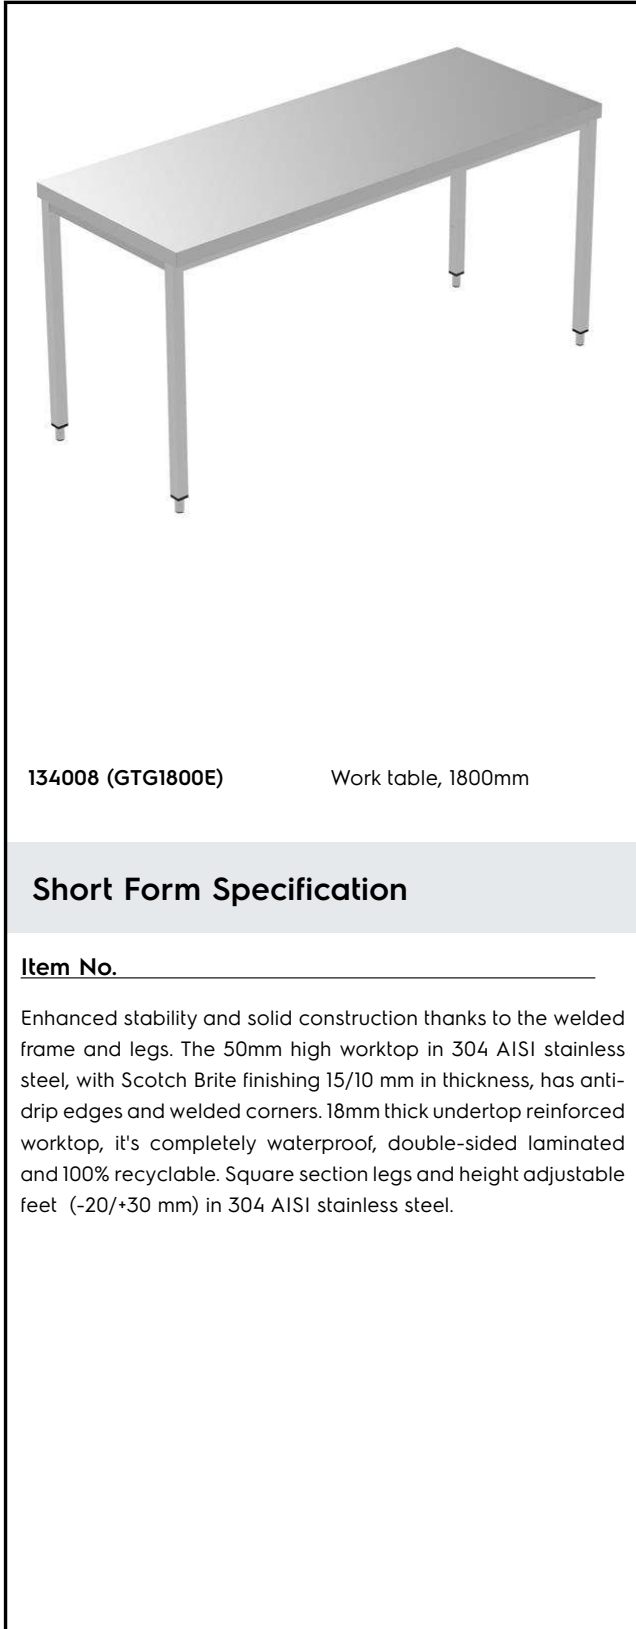 134008 (GTG1800E) Work table, 1800mm
Short Form Specification
Item No.
Enhanced stability and solid construction thanks to the welded
frame and legs. The 50mm high worktop in 304 AISI stainless
steel, with Scotch Brite finishing 15/10 mm in thickness, has anti-
drip edges and welded corners. 18mm thick undertop reinforced
worktop, it's completely waterproof, double-sided laminated
and 100% recyclable. Square section legs and height adjustable
feet (-20/+30 mm) in 304 AISI stainless steel.